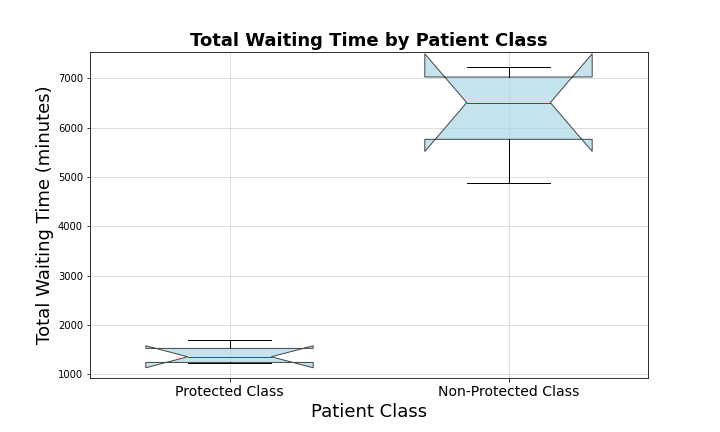 Total Waiting Time by Patient Class
Total Waiting Time (minutes)
7000
6000
5000
4000
3000
2000
1000
Protected Class
Non-Protected Class
Patient Class